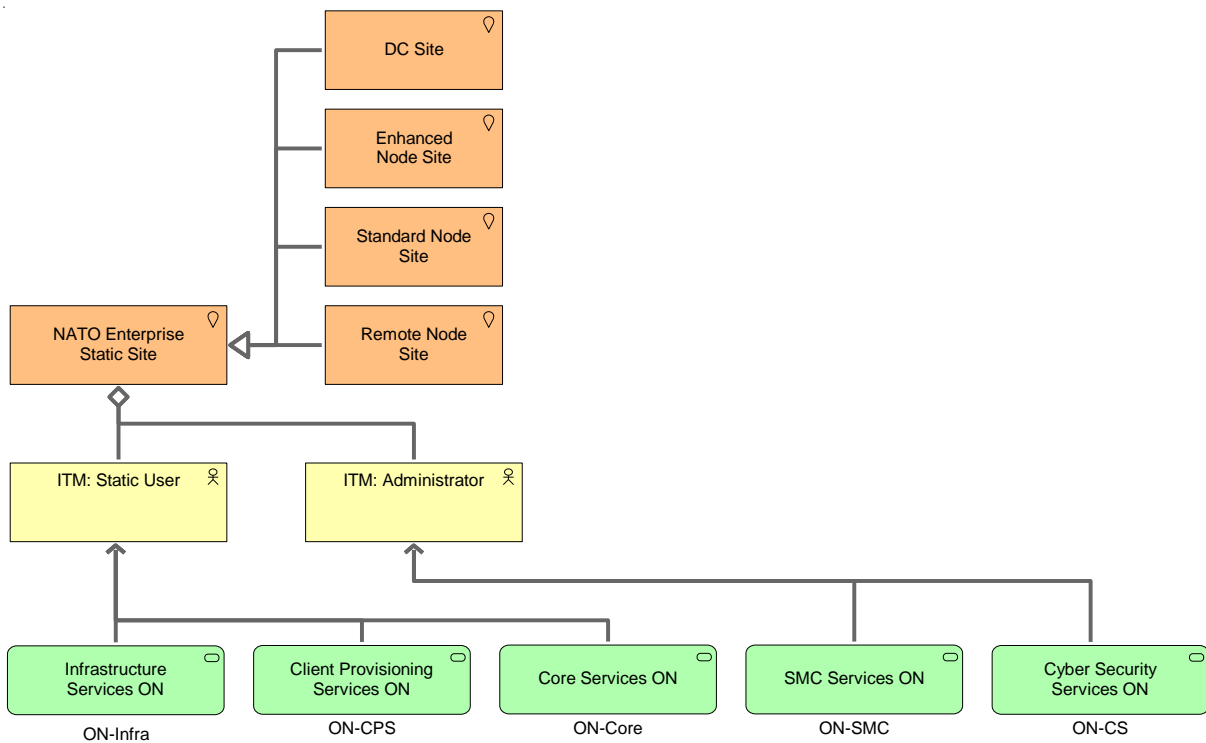 DC Site
Enhanced
Node Site
Standard Node
Site
NATO Enterprise
Static Site
Remote Node
Site
ITM: Static User
ITM: Administrator
Infrastructure
Services ON
Client Provisioning
Services ON
Core Services ON
SMC Services ON
Cyber Security
Services ON
ON-Infra
ON-CPS
ON-Core
ON-SMC
ON-CS